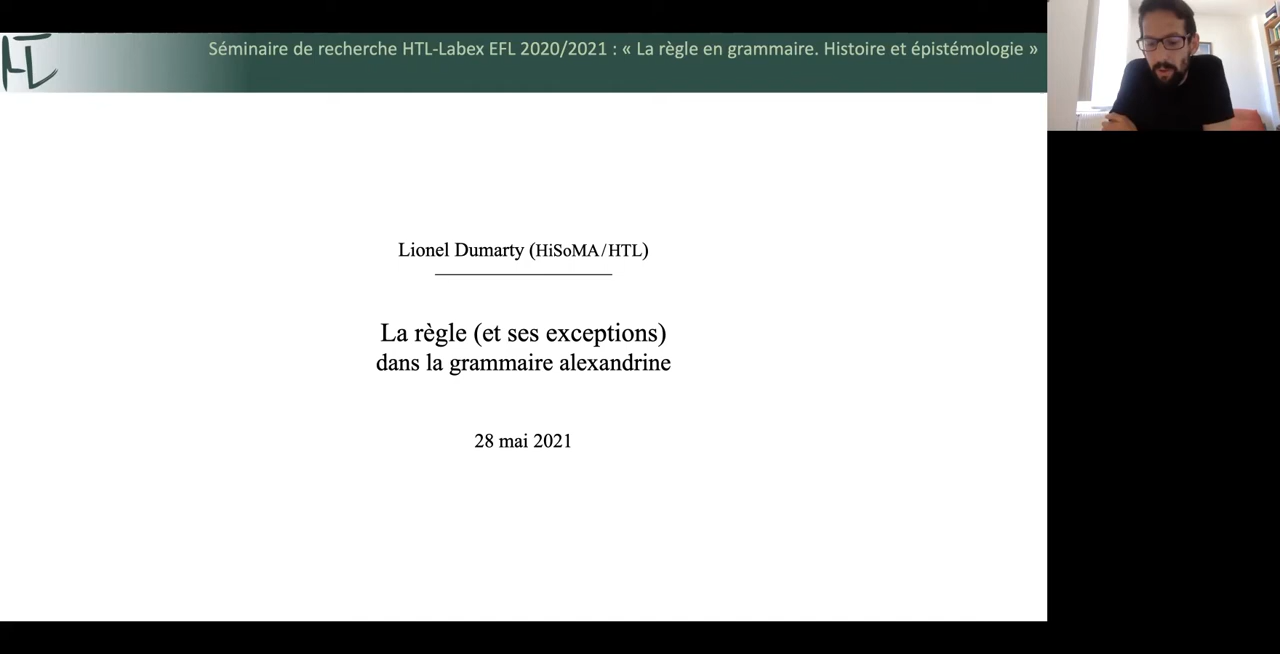 HTL
Séminaire de recherche HTL-Labex EFL 2020/2021 : « La règle en grammaire. Histoire et épistémologie »
Lionel Dumarty (HiSoMA/HTL)
La règle (et ses exceptions)
dans la grammaire alexandrine
28 mai 2021